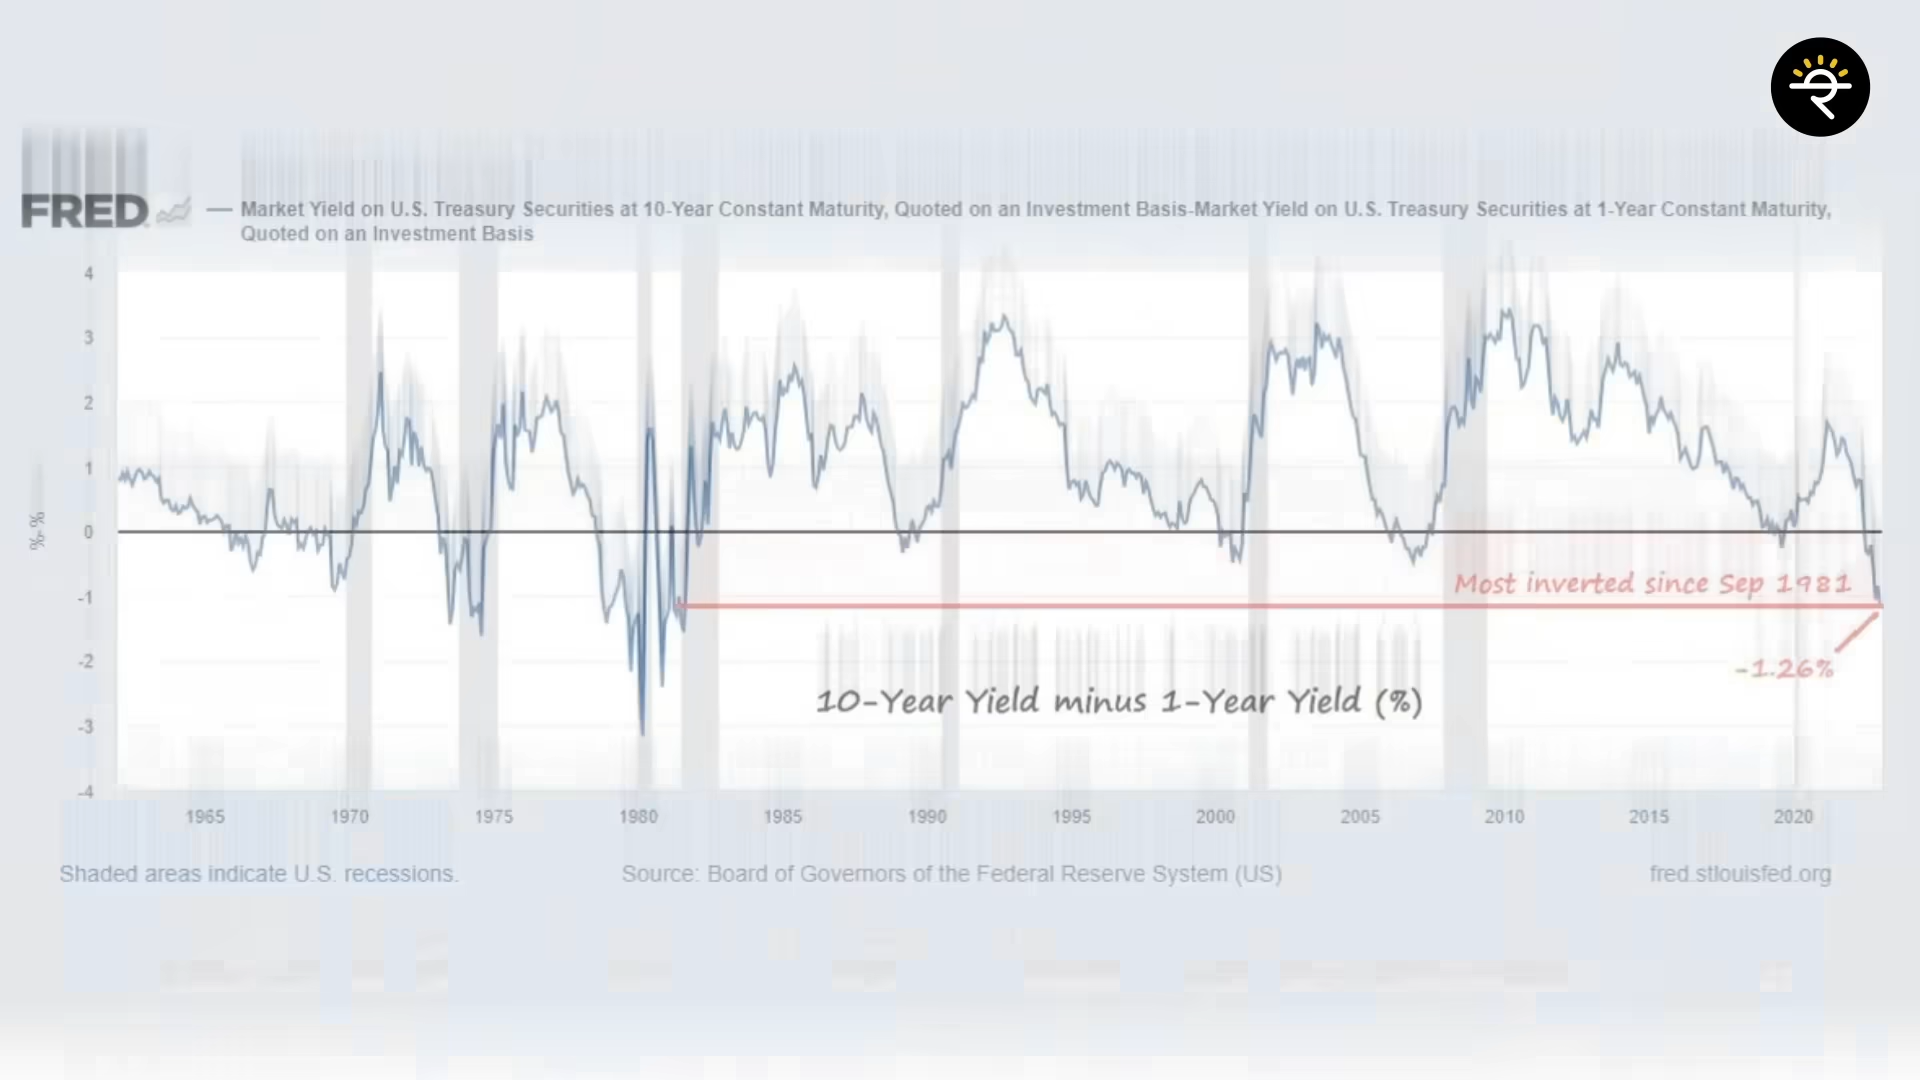 FRED
— Market Yield on U.S. Treasury Securities at 10-Year Constant Maturity, Quoted on an Investment Basis-Market Yield on U.S. Treasury Securities at 1-Year Constant Maturity,
Quoted on an Investment Basis
4
3
2
1
0
-1
-2
-3
-4
%-%
Most inverted since Sep 1981
-1.26%
10-Year Yield minus 1-Year Yield (%)
1965 1970 1975 1980 1985 1990 1995 2000 2005 2010 2015 2020
Shaded areas indicate U.S. recessions. Source: Board of Governors of the Federal Reserve System (US) fred.stlouisfed.org